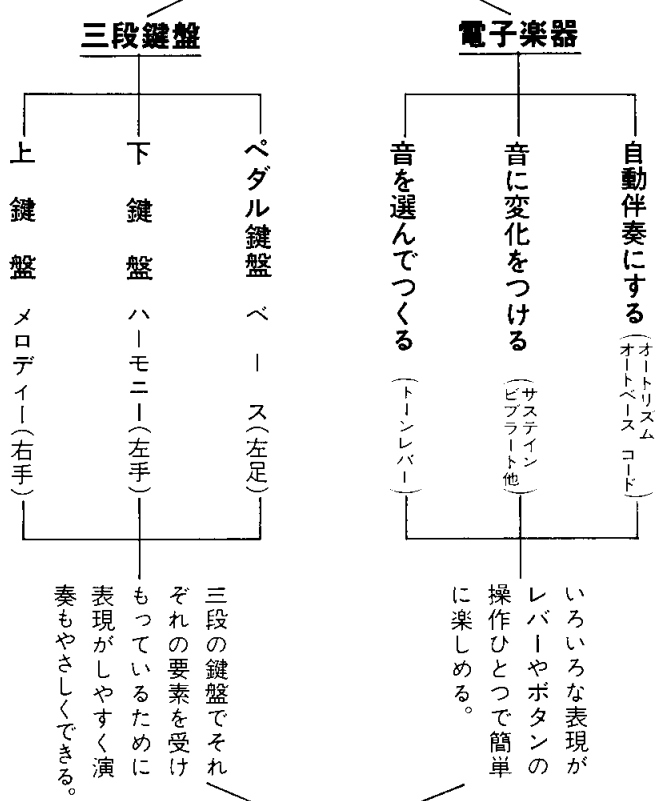 電子楽器
自動伴奏にする(オートリズム
オートベース コード)
音に変化をつける(サステイン
ビブラート他)
音を選んでつくる(トーンレバー)
いろいろな表現が
レバーやボタンの
操作ひとつで簡単
に楽しめる。
三段鍵盤
ペダル鍵盤 ベース(左足)
下鍵盤 ハーモニー(左手)
上鍵盤 メロディー(右手)
三段の鍵盤でそれ
ぞれの要素を受け
もっているために
表現がしやすく演
奏もやさしくできる。